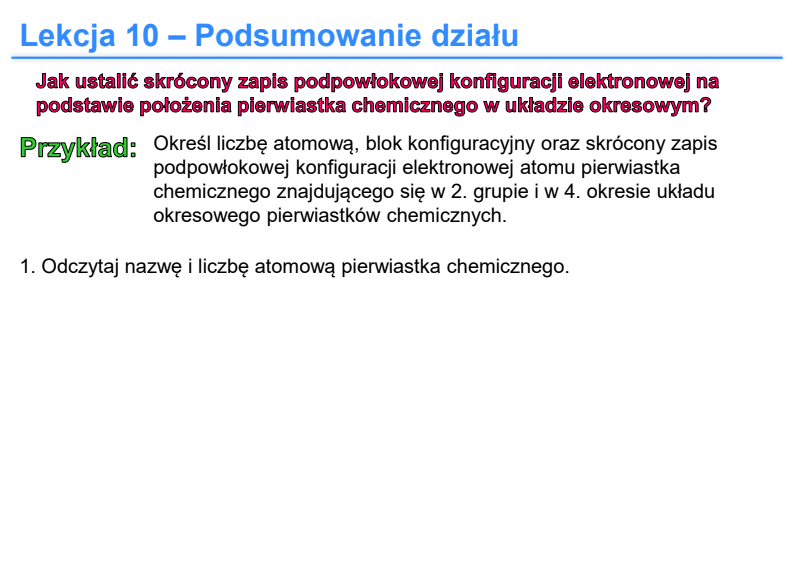 Lekcja 10 – Podsumowanie działu
Jak ustalić skrócony zapis podpowłokowej konfiguracji elektronowej na
podstawie położenia pierwiastka chemicznego w układzie okresowym?
Przykład: Określ liczbę atomową, blok konfiguracyjny oraz skrócony zapis
podpowłokowej konfiguracji elektronowej atomu pierwiastka
chemicznego znajdującego się w 2. grupie i w 4. okresie układu
okresowego pierwiastków chemicznych.
1. Odczytaj nazwę i liczbę atomową pierwiastka chemicznego.